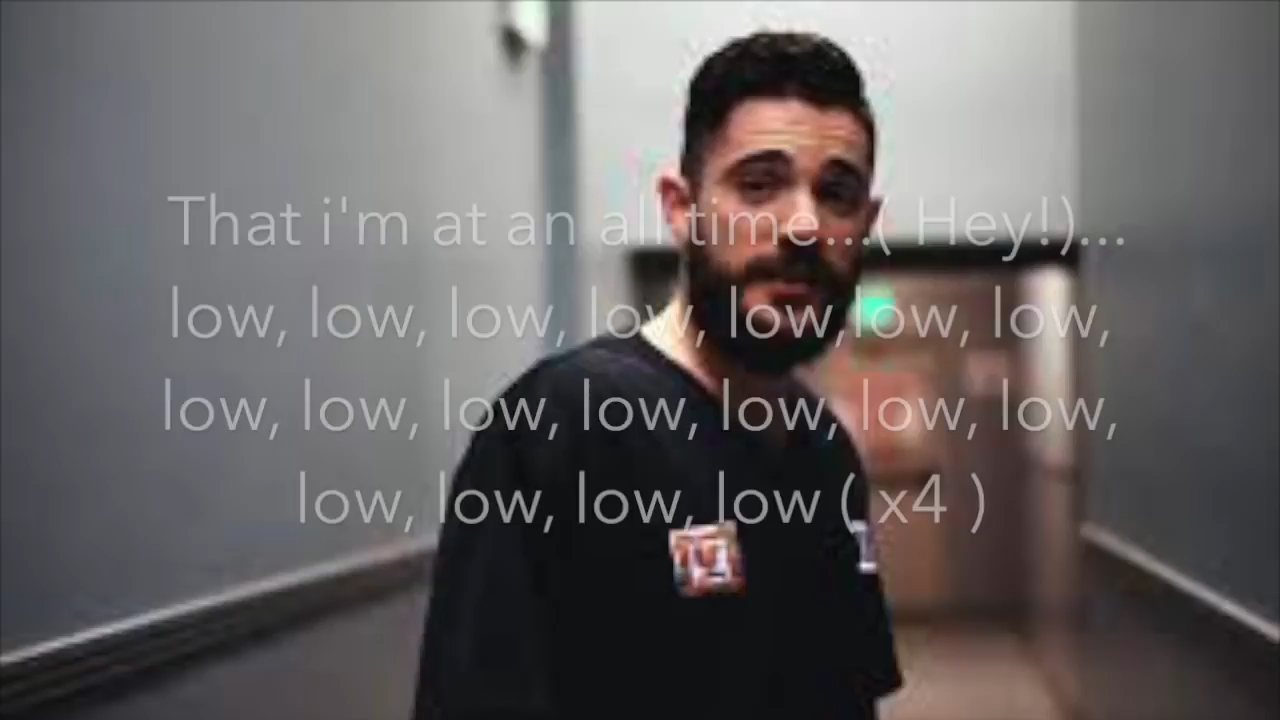 That i'm at an all time...( Hey!)...
low, low, low, low, low, low, low,
low, low, low, low, low, low, low,
low, low, low, low ( x4 )